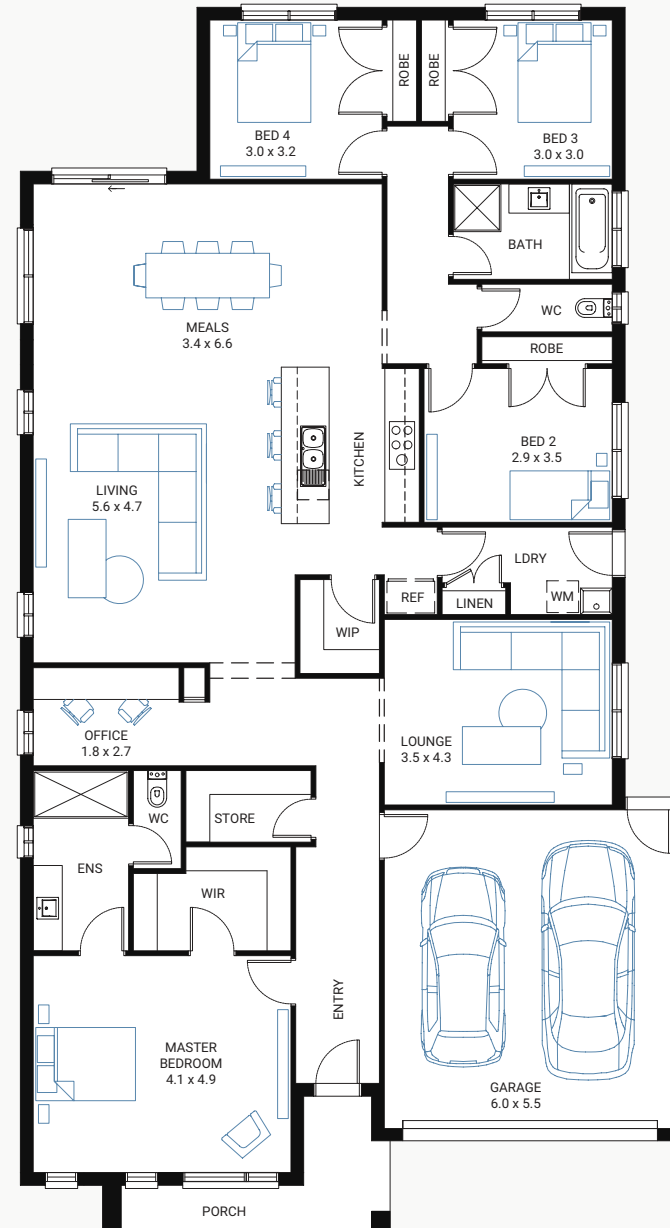 BED 4
3.0 x 3.2
ROBE
ROBE
BED 3
3.0 x 3.0
BATH
WC
ROBE
MEALS
3.4 x 6.6
KITCHEN
BED 2
2.9 x 3.5
LIVING
5.6 x 4.7
LDRY
REF
LINEN
WM
WIP
OFFICE
1.8 x 2.7
LOUNGE
3.5 x 4.3
WC
STORE
ENS
WIR
ENTRY
MASTER
BEDROOM
4.1 x 4.9
GARAGE
6.0 x 5.5
PORCH